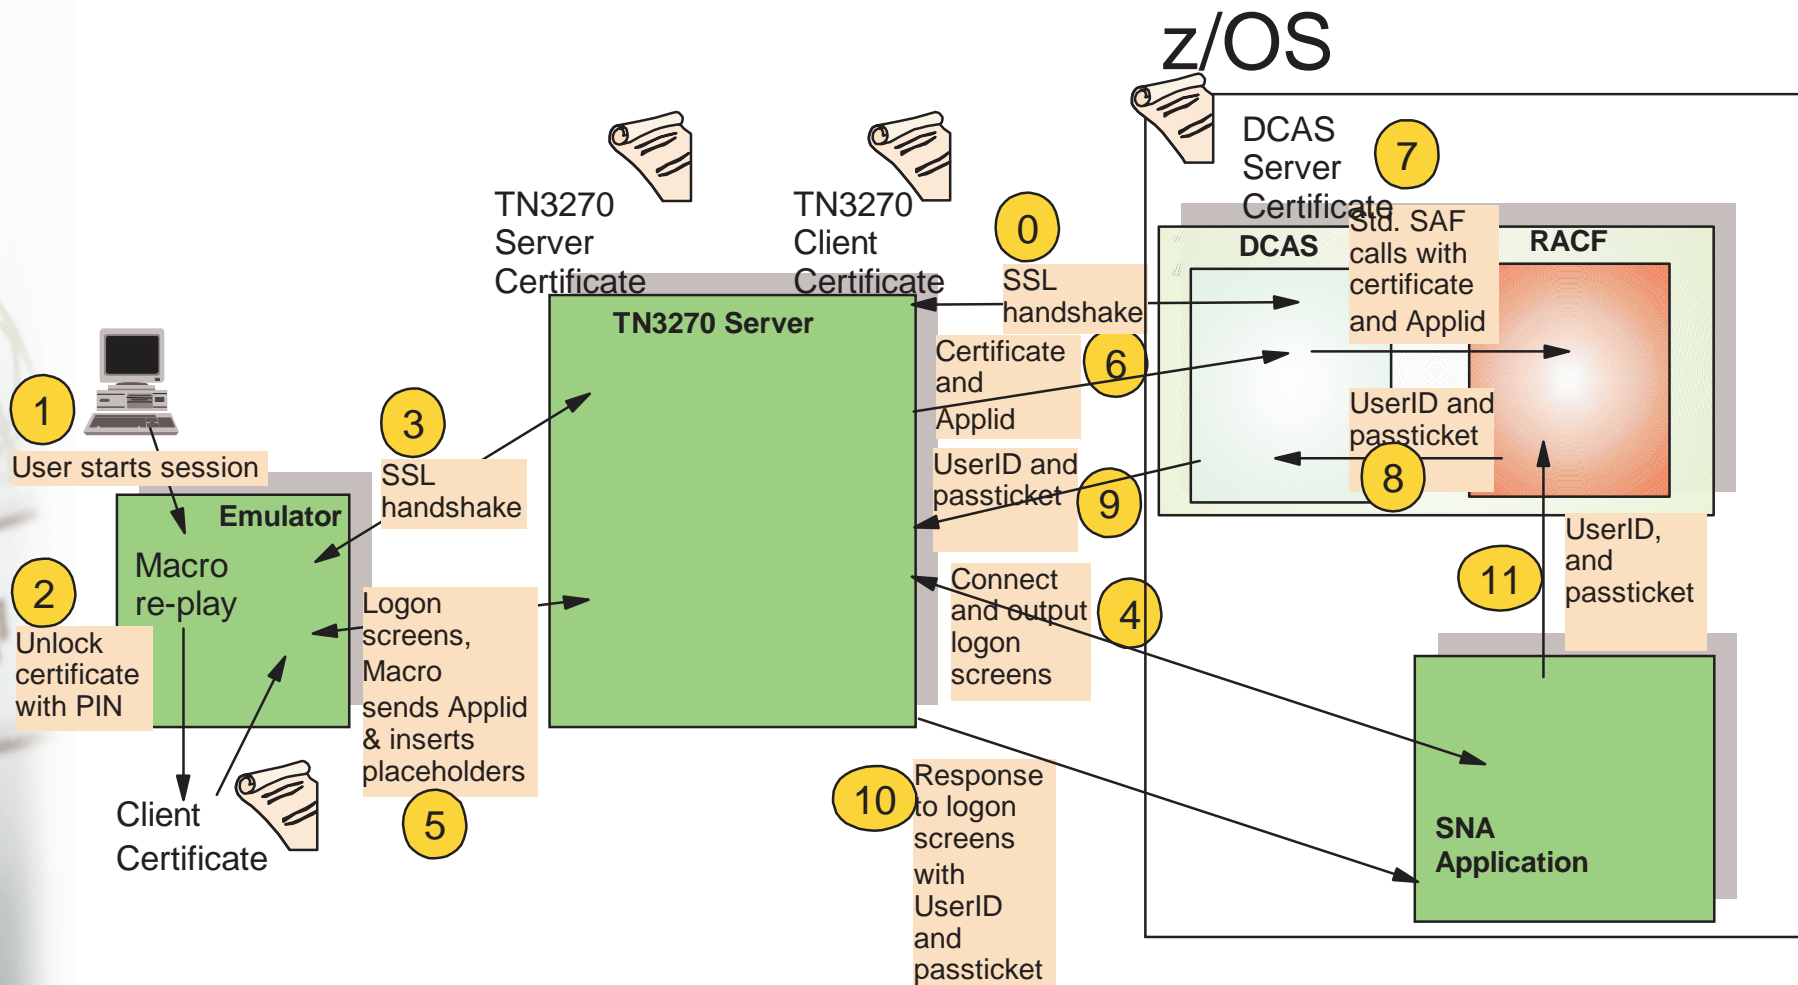 z/OS
DCAS
Server
Certificate
7
TN3270
Server
Certificate
TN3270
Client
Certificate
0
SSL
handshake
Std. SAF
calls with
certificate
and Applid
DCAS
RACF
TN3270 Server
Certificate
and
Applid
6
1
User starts session
3
SSL
handshake
UserID and
passticket
8
UserID and
passticket
9
Emulator
Macro
re-play
2
Unlock
certificate
with PIN
Logon
screens,
Macro
sends Applid
& inserts
placeholders
5
Connect
and output
logon
screens
4
11
UserID,
and
passticket
Client
Certificate
10
Response
to logon
screens
with
UserID
and
passticket
SNA
Application